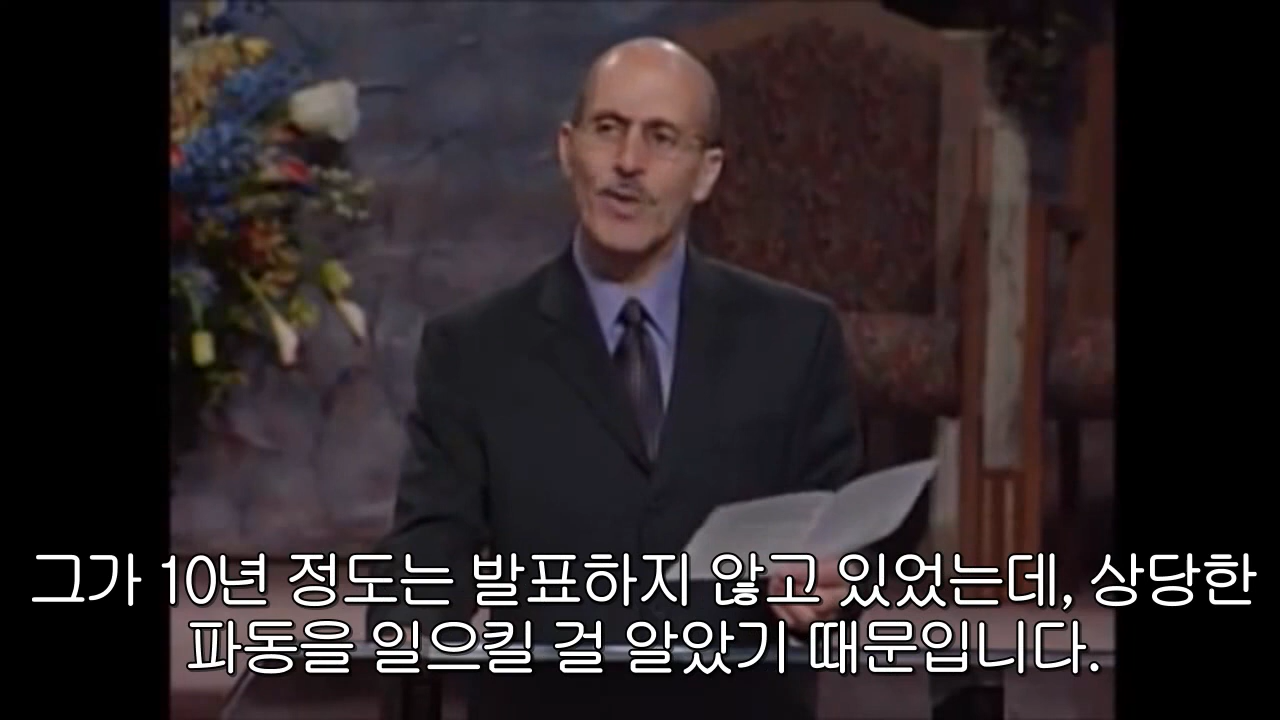 그가 10년 정도는 발표하지 않고 있었는데, 상당한
파동을 일으킬 걸 알았기 때문입니다.